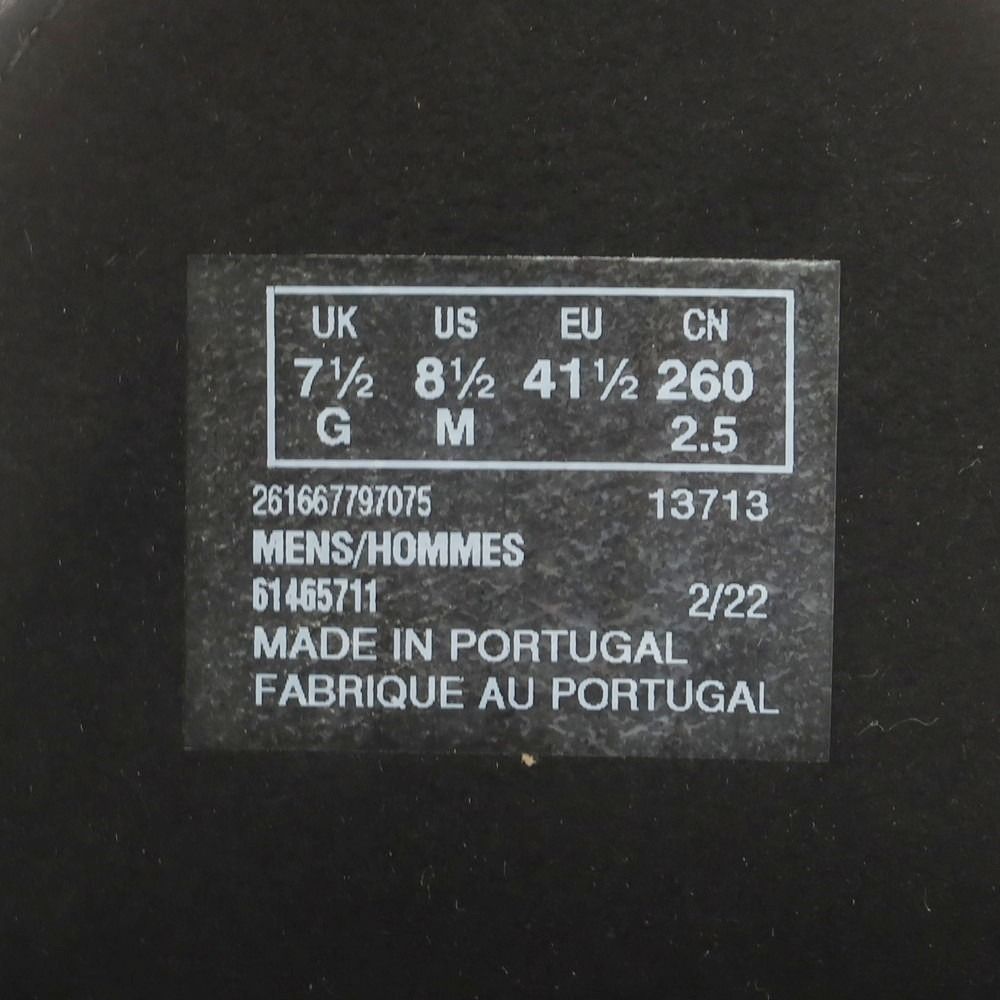 UK US EU CN
7½ 8½ 41½ 260
G M 2.5
261667797075 13713
MENS/HOMMES
61465711 2/22
MADE IN PORTUGAL
FABRIQUE AU PORTUGAL